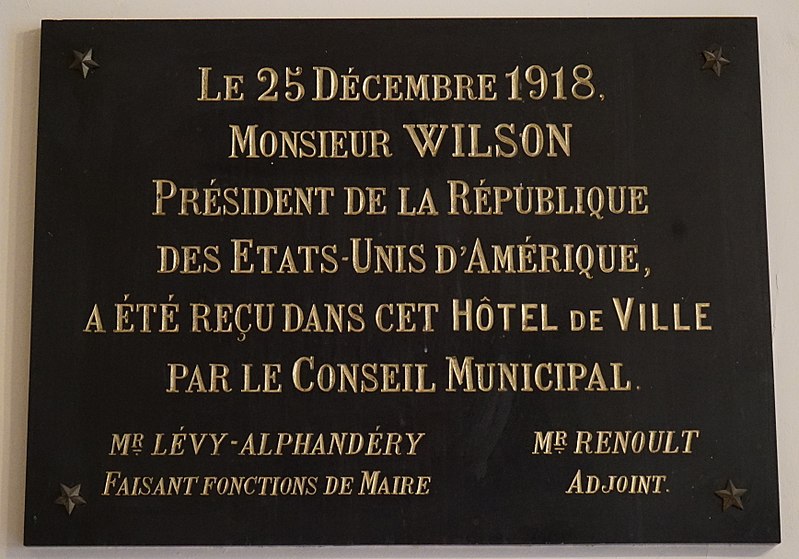 LE 25 DÉCEMBRE 1918,
MONSIEUR WILSON
PRÉSIDENT DE LA RÉPUBLIQUE
DES ETATS-UNIS D'AMÉRIQUE,
A ÉTÉ REÇU DANS CET HÔTEL DE VILLE
PAR LE CONSEIL MUNICIPAL.
MR LÉVY-ALPHANDÉRY MR RENOULT
FAISANT FONCTIONS DE MAIRE ADJOINT.